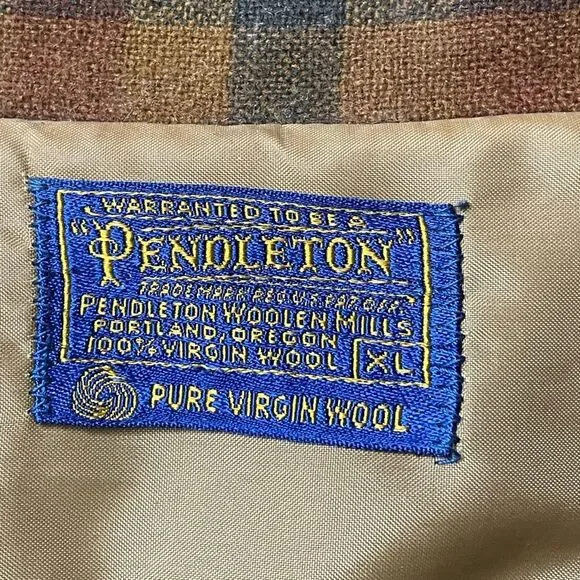 WARRANTED TO BE A
"PENDLETON"
TRADE MARK REG. U.S. PAT. OFF.
PENDLETON WOOLEN MILLS
PORTLAND, OREGON
100% VIRGIN WOOL XL
PURE VIRGIN WOOL